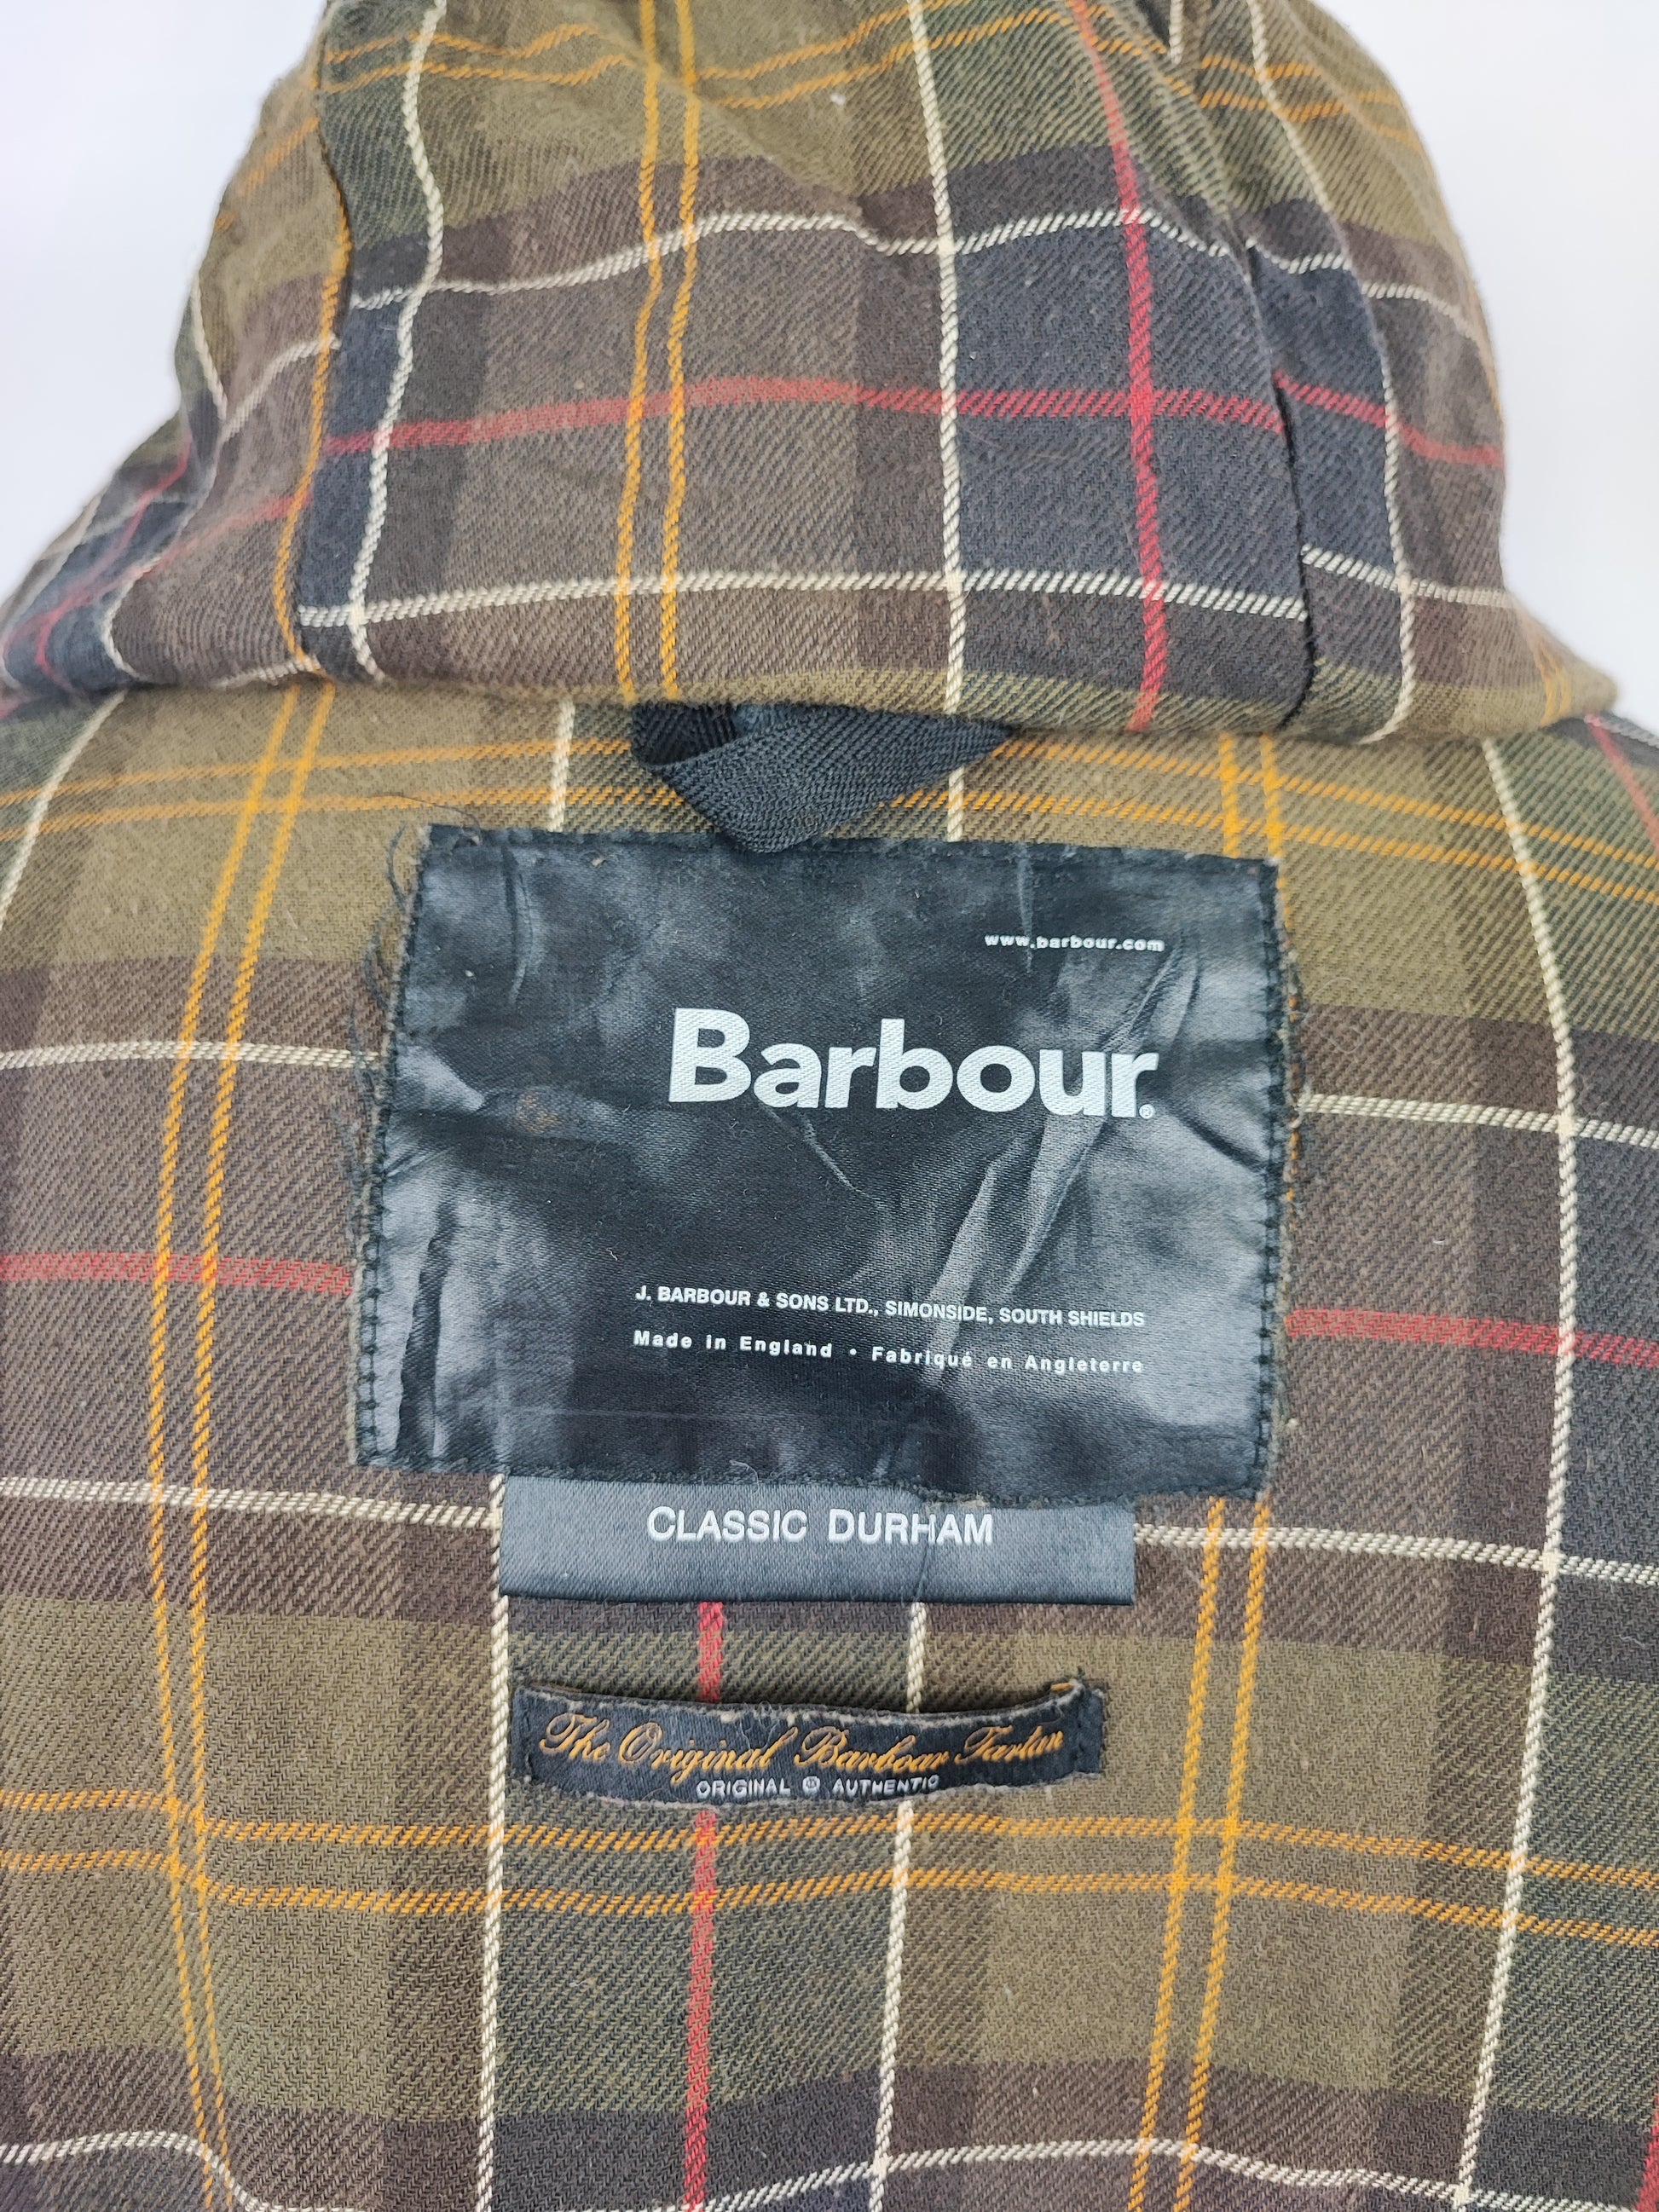 www.barbour.com
Barbour®
J. BARBOUR & SONS LTD., SIMONSIDE, SOUTH SHIELDS
Made in England • Fabriqué en Angleterre
CLASSIC DURHAM
The Original Barbour Tartan
ORIGINAL AUTHENTIC